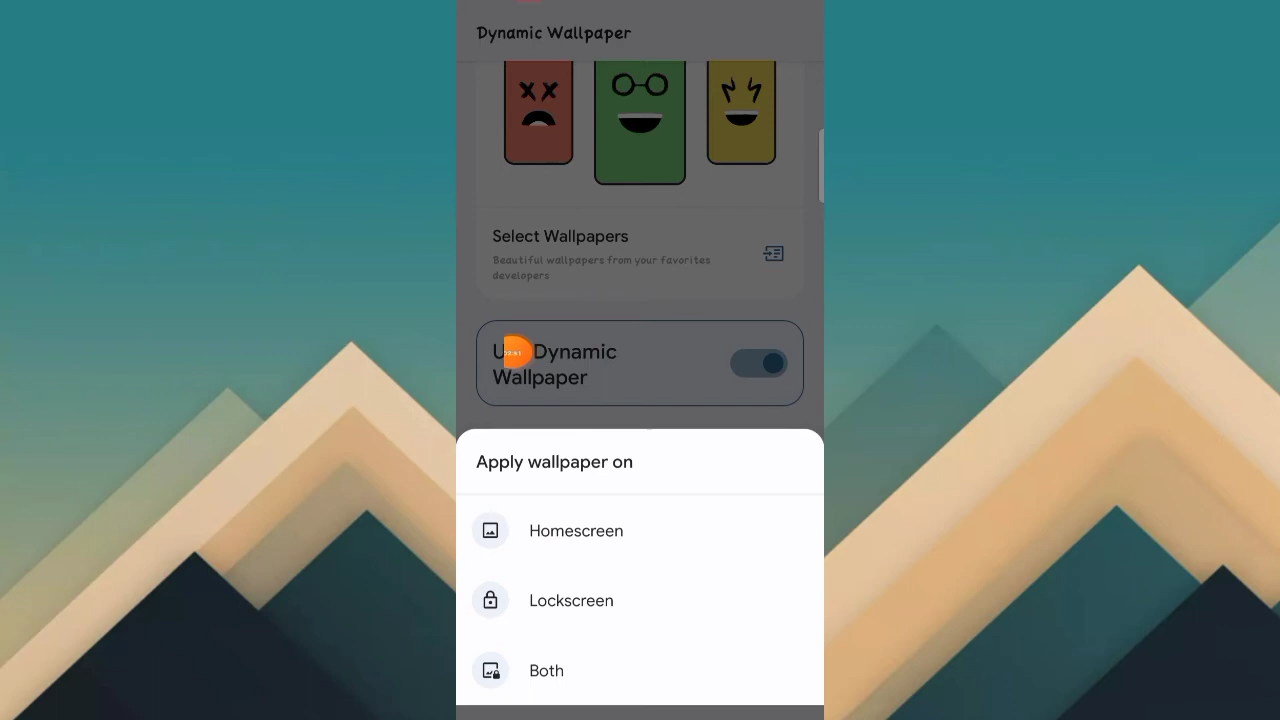 Dynamic Wallpaper
Select Wallpapers
Beautiful wallpapers from your favorites
developers
Dynamic
Wallpaper
Apply wallpaper on
Homescreen
Lockscreen
Both